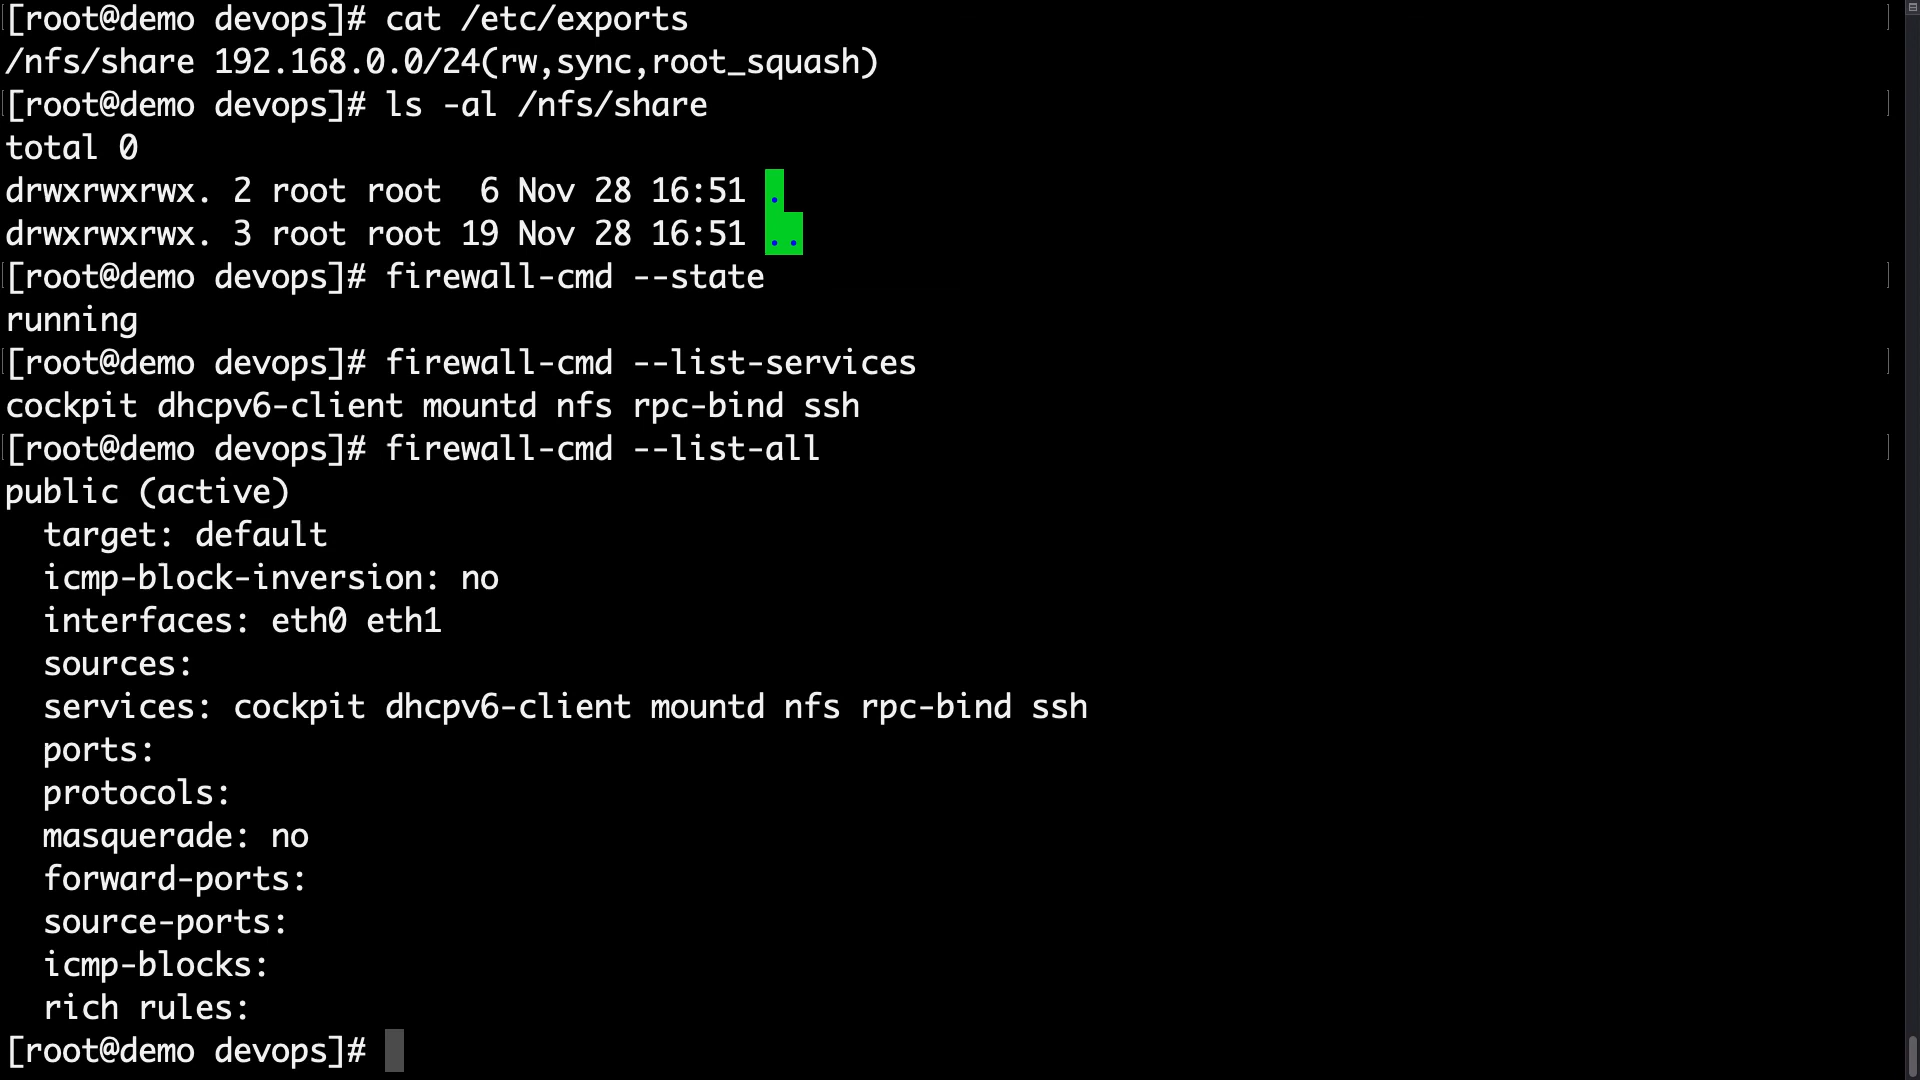 [root@demo devops]# cat /etc/exports
/nfs/share 192.168.0.0/24(rw,sync,root_squash)
[root@demo devops]# ls -al /nfs/share
total 0
drwxrwxrwx. 2 root root  6 Nov 28 16:51 .
drwxrwxrwx. 3 root root 19 Nov 28 16:51 ..
[root@demo devops]# firewall-cmd --state
running
[root@demo devops]# firewall-cmd --list-services
cockpit dhcpv6-client mountd nfs rpc-bind ssh
[root@demo devops]# firewall-cmd --list-all
public (active)
  target: default
  icmp-block-inversion: no
  interfaces: eth0 eth1
  sources:
  services: cockpit dhcpv6-client mountd nfs rpc-bind ssh
  ports:
  protocols:
  masquerade: no
  forward-ports:
  source-ports:
  icmp-blocks:
  rich rules:
[root@demo devops]#